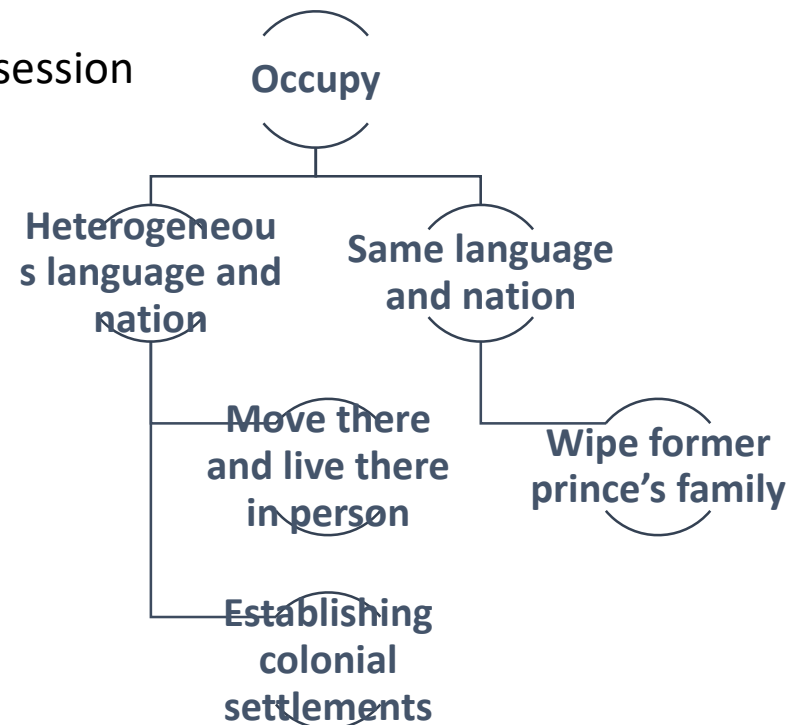 session
Occupy
Heterogeneou
s language and
nation
Same language
and nation
Move there
and live there
in person
Wipe former
prince's family
Establishing
colonial
settlements